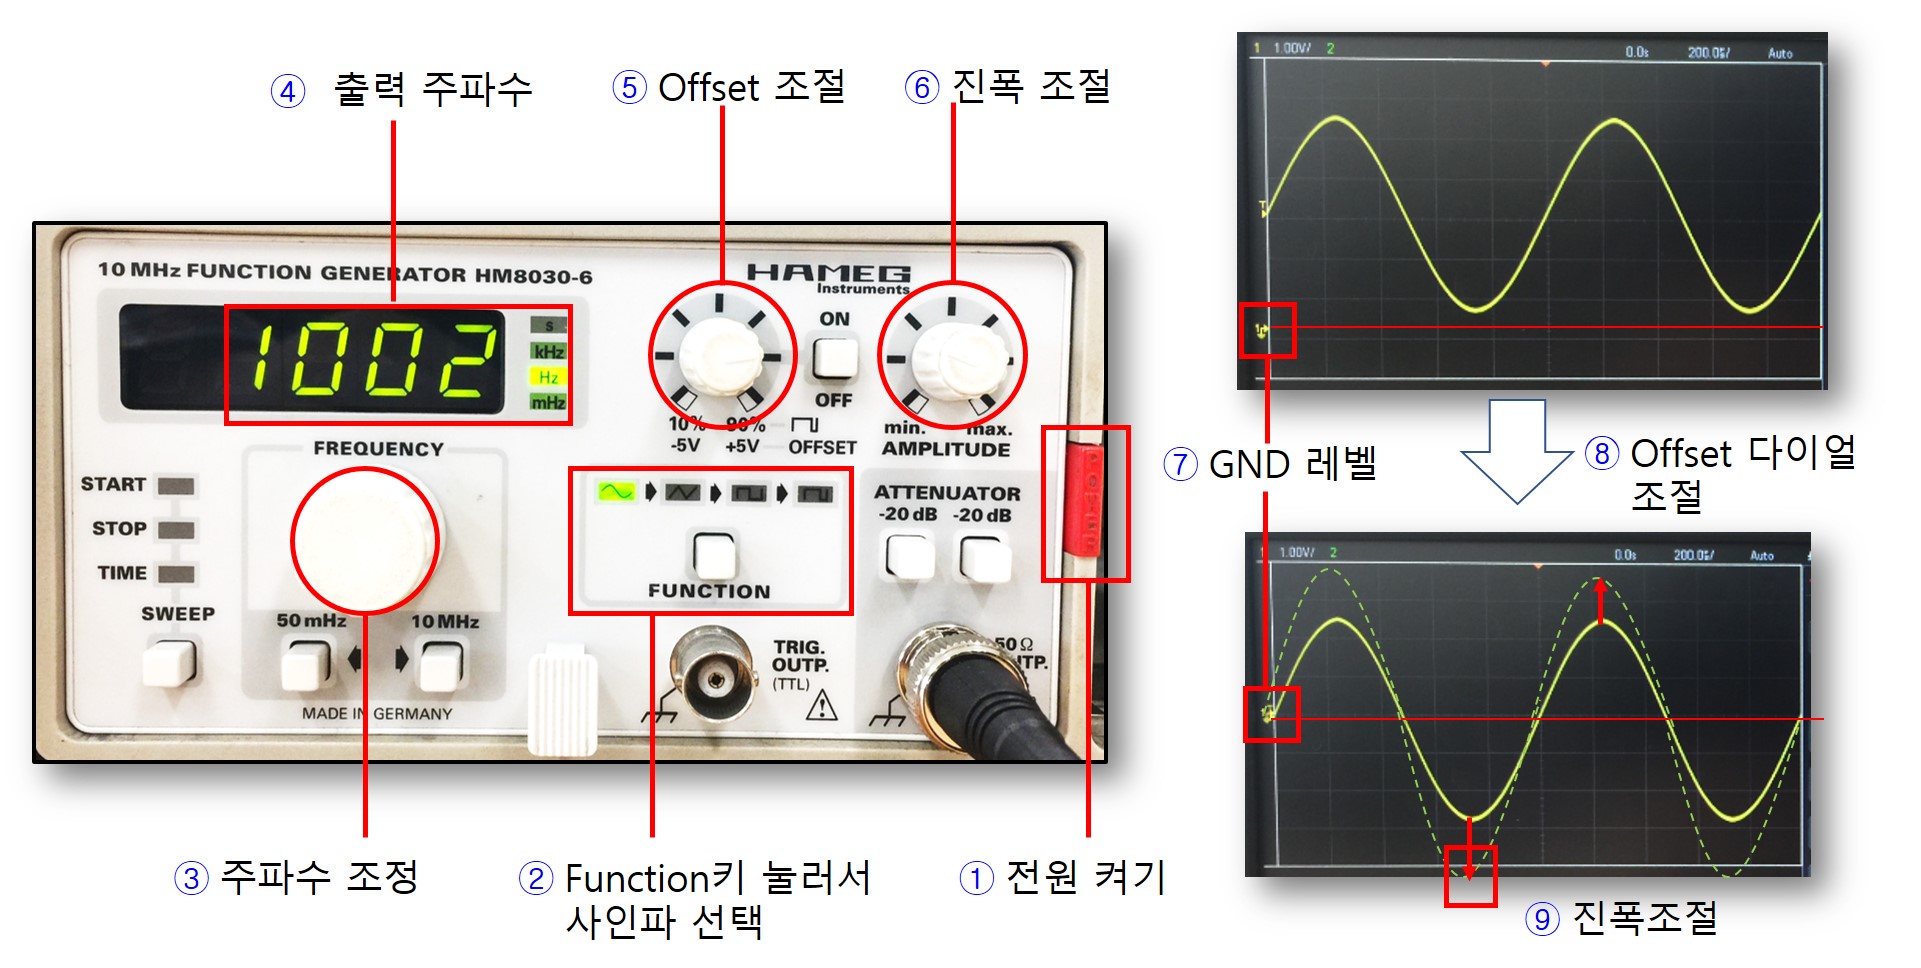 ④ 출력 주파수
⑤ Offset 조절
⑥ 진폭 조절
10 MHz FUNCTION GENERATOR HM8030-6
HAMEG
Instruments
1002
s
kHz
Hz
mHz
ON
OFF
10% 90%
-5V +5V OFFSET
min. max.
AMPLITUDE
FREQUENCY
START
STOP
TIME
SWEEP
50 mHz 10 MHz
MADE IN GERMANY
FUNCTION
ATTENUATOR
-20 dB -20 dB
TRIG.
OUTP.
(TTL)
50 Ω
③ 주파수 조정
② Function키 눌러서
사인파 선택
① 전원 켜기
1 1.00V/ 2 0.0s 200.0s/ Auto
⑦ GND 레벨
⑧ Offset 다이얼
조절
1 1.00V/ 2 0.0s 200.0s/ Auto
⑨ 진폭조절